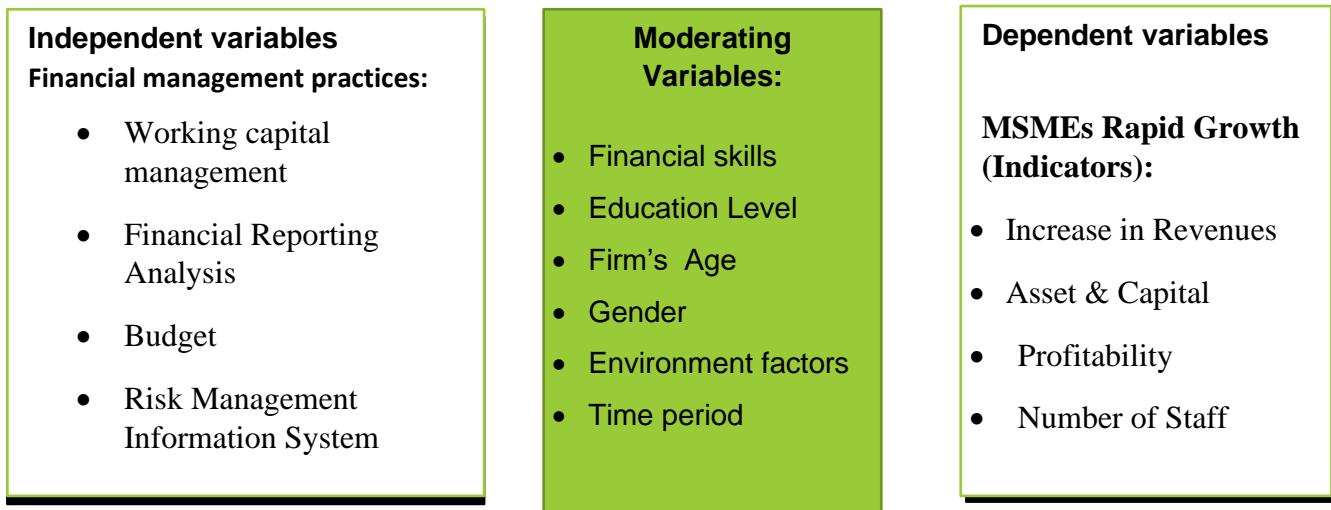 Independent variables
Financial management practices:
• Working capital
management
• Financial Reporting
Analysis
• Budget
• Risk Management
Information System
Moderating
Variables:
• Financial skills
• Education Level
• Firm's Age
• Gender
• Environment factors
• Time period
Dependent variables
MSMEs Rapid Growth
(Indicators):
• Increase in Revenues
• Asset & Capital
• Profitability
• Number of Staff